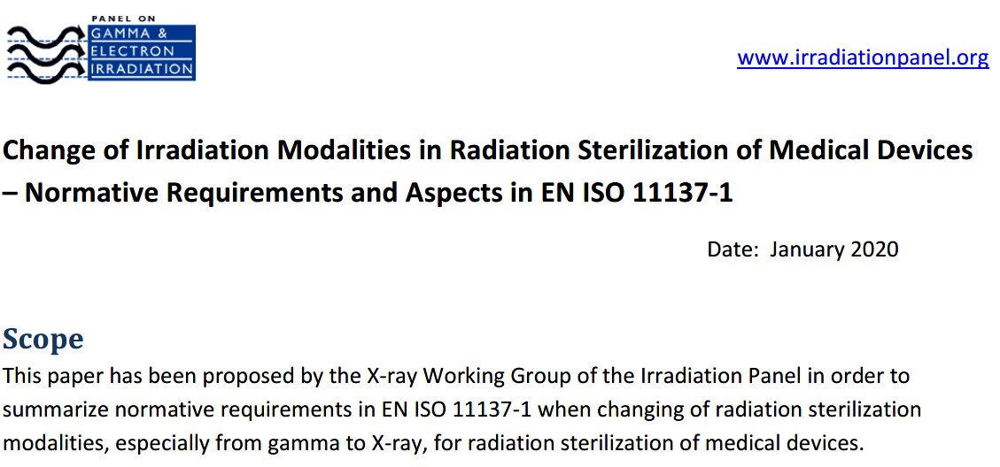 PANEL ON
GAMMA &
ELECTRON
IRRADIATION
www.irradiationpanel.org
Change of Irradiation Modalities in Radiation Sterilization of Medical Devices
– Normative Requirements and Aspects in EN ISO 11137-1
Date: January 2020
Scope
This paper has been proposed by the X-ray Working Group of the Irradiation Panel in order to
summarize normative requirements in EN ISO 11137-1 when changing of radiation sterilization
modalities, especially from gamma to X-ray, for radiation sterilization of medical devices.